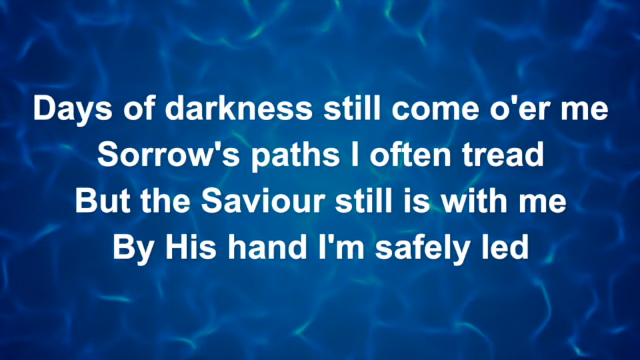 Days of darkness still come o'er me
Sorrow's paths I often tread
But the Saviour still is with me
By His hand I'm safely led